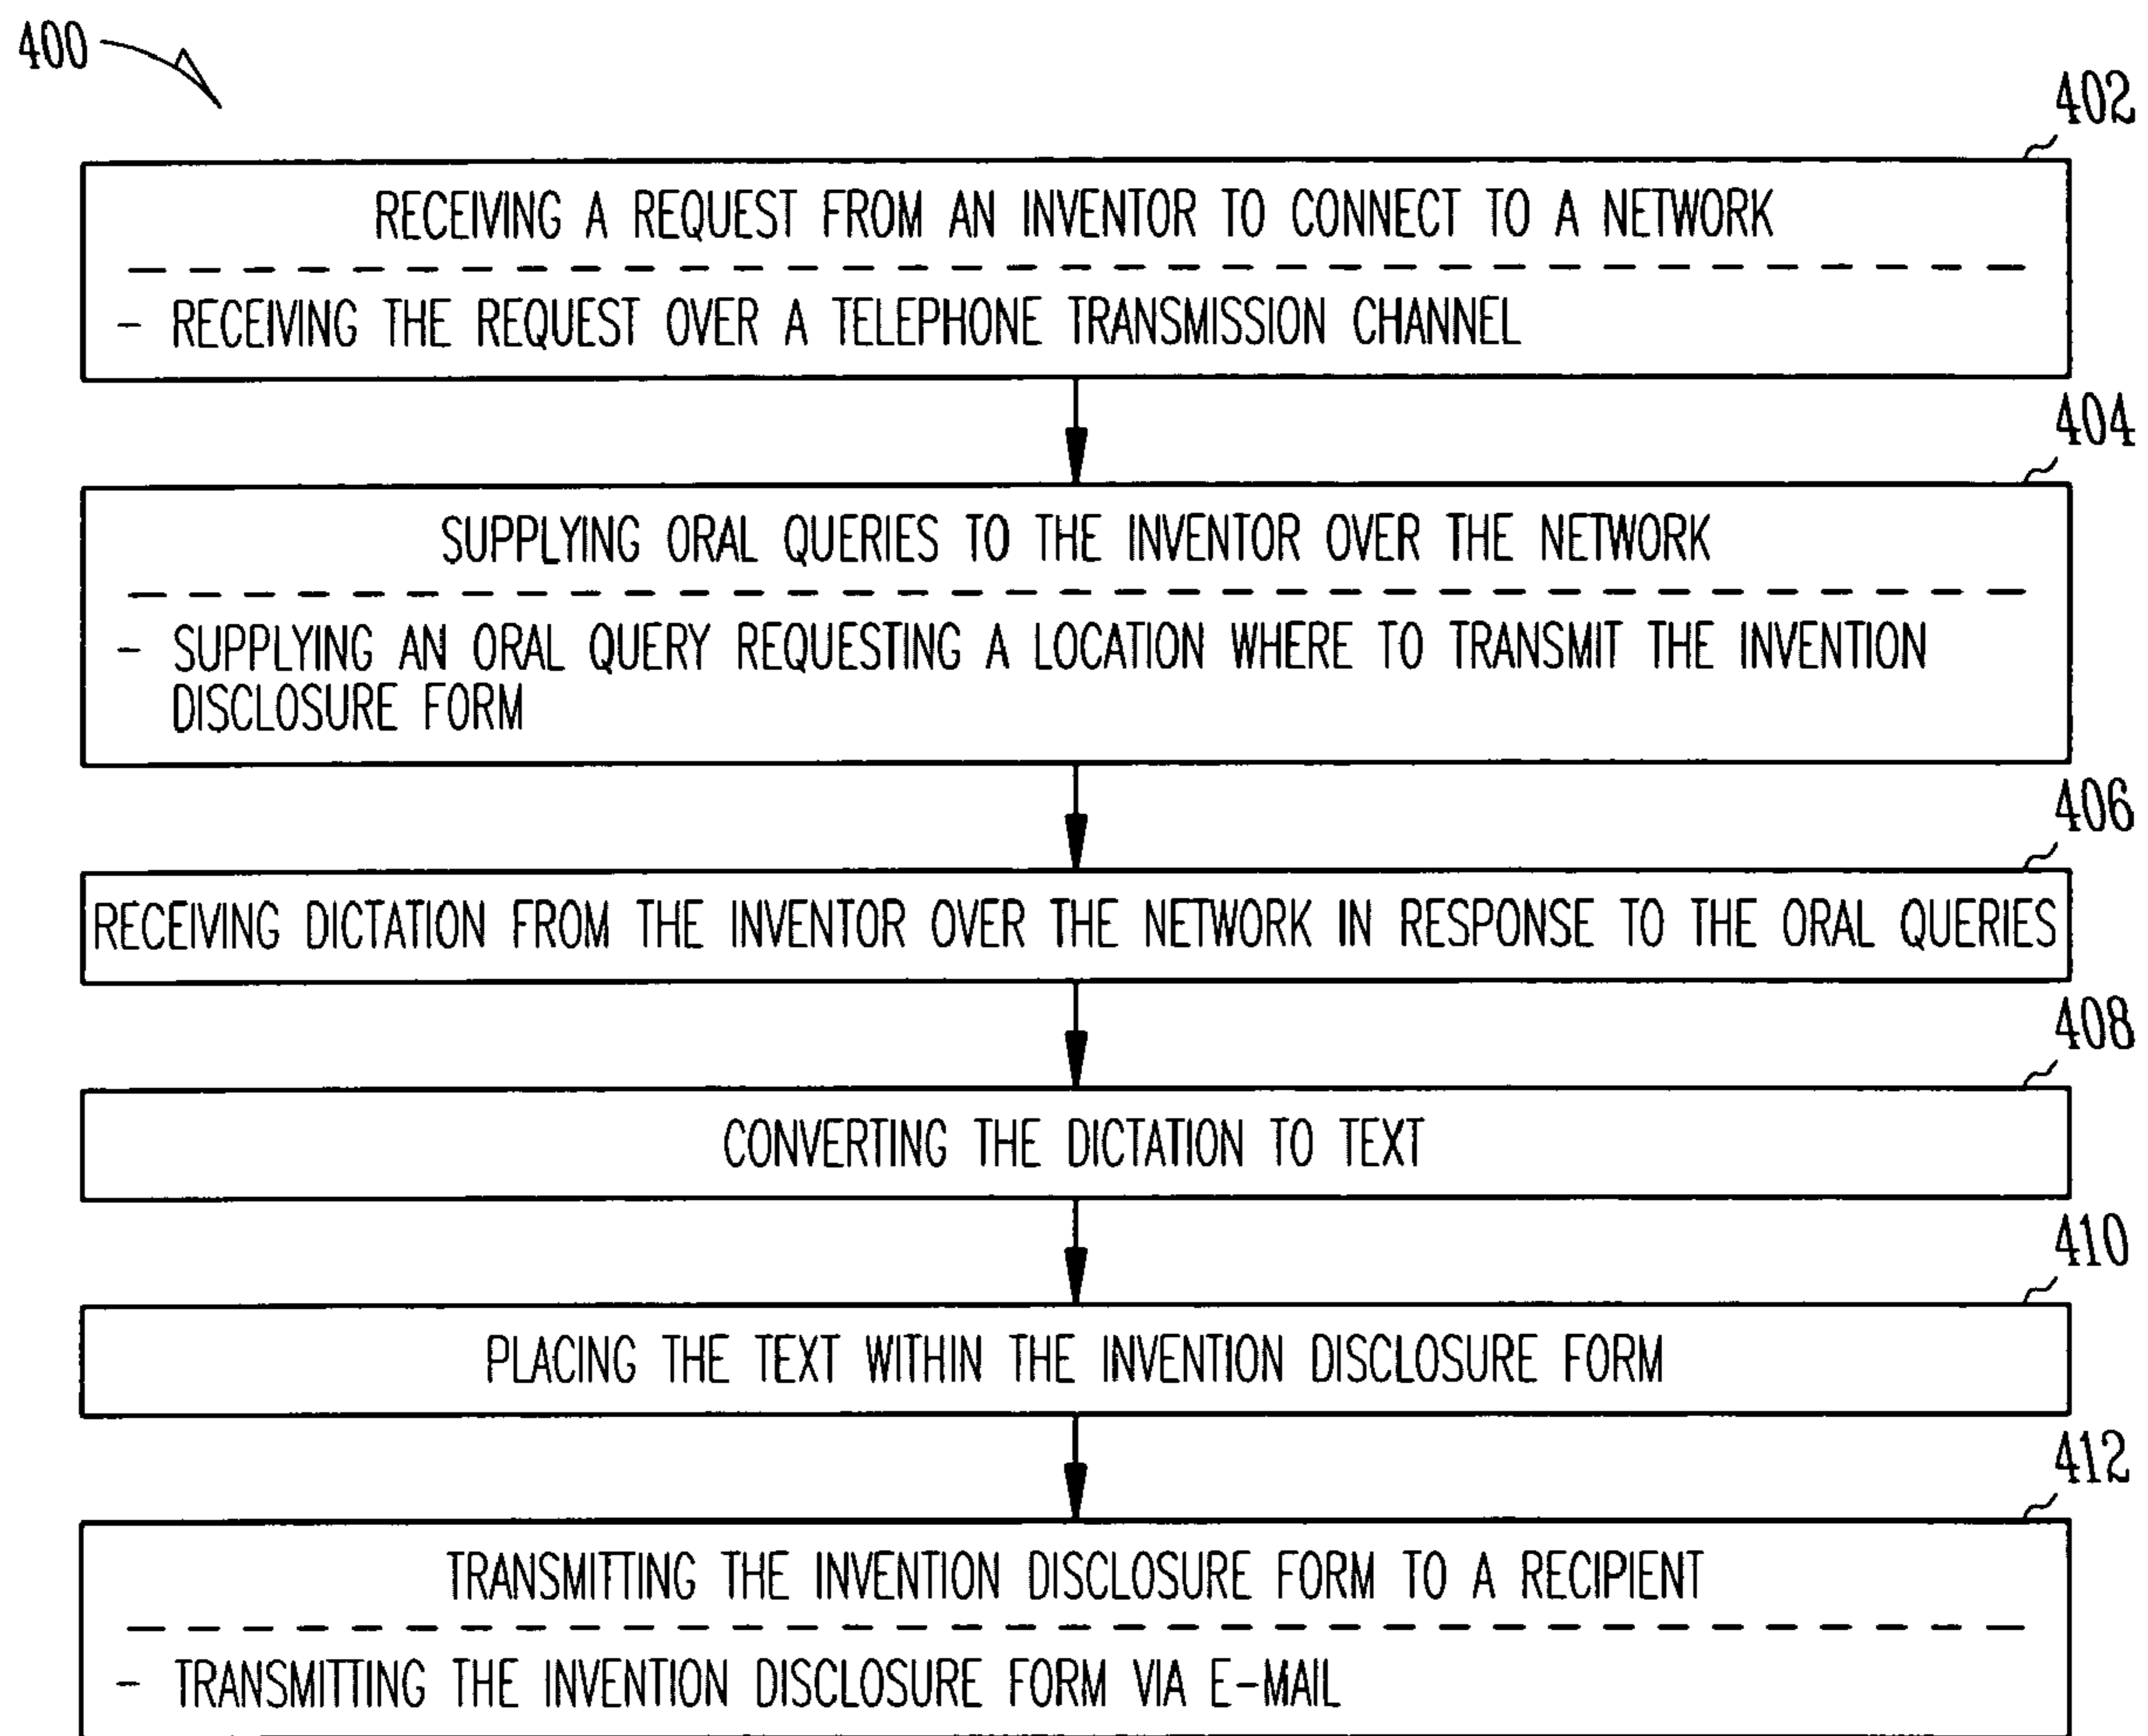 400
402
RECEIVING A REQUEST FROM AN INVENTOR TO CONNECT TO A NETWORK
- RECEIVING THE REQUEST OVER A TELEPHONE TRANSMISSION CHANNEL
404
SUPPLYING ORAL QUERIES TO THE INVENTOR OVER THE NETWORK
- SUPPLYING AN ORAL QUERY REQUESTING A LOCATION WHERE TO TRANSMIT THE INVENTION
DISCLOSURE FORM
406
RECEIVING DICTATION FROM THE INVENTOR OVER THE NETWORK IN RESPONSE TO THE ORAL QUERIES
408
CONVERTING THE DICTATION TO TEXT
410
PLACING THE TEXT WITHIN THE INVENTION DISCLOSURE FORM
412
TRANSMITTING THE INVENTION DISCLOSURE FORM TO A RECIPIENT
- TRANSMITTING THE INVENTION DISCLOSURE FORM VIA E-MAIL